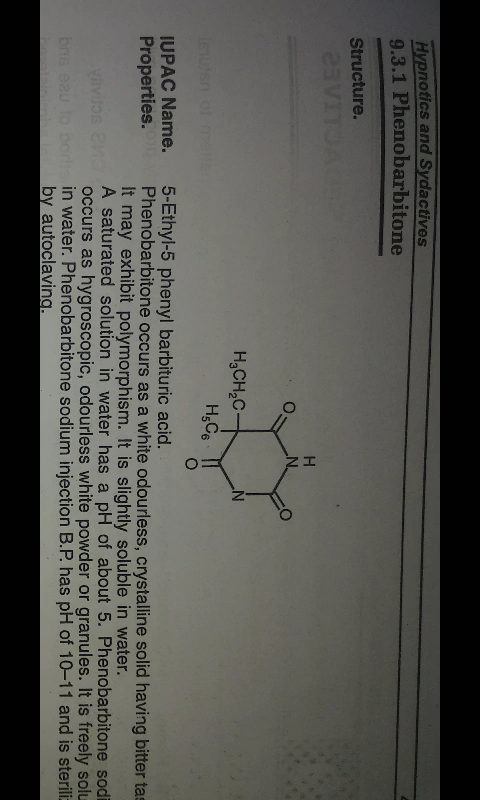 Hypnotics and Sydactives
9.3.1 Phenobarbitone
Structure.
H
O N O
H3CH2C
H5C6 N
O
IUPAC Name. 5-Ethyl-5 phenyl barbituric acid.
Properties. Phenobarbitone occurs as a white odourless, crystalline solid having bitter
It may exhibit polymorphism. It is slightly soluble in water.
A saturated solution in water has a pH of about 5. Phenobarbitone
occurs as hygroscopic, odourless white powder or granules. It is freely
in water. Phenobarbitone sodium injection B.P. has pH of 10–11 and is
by autoclaving.